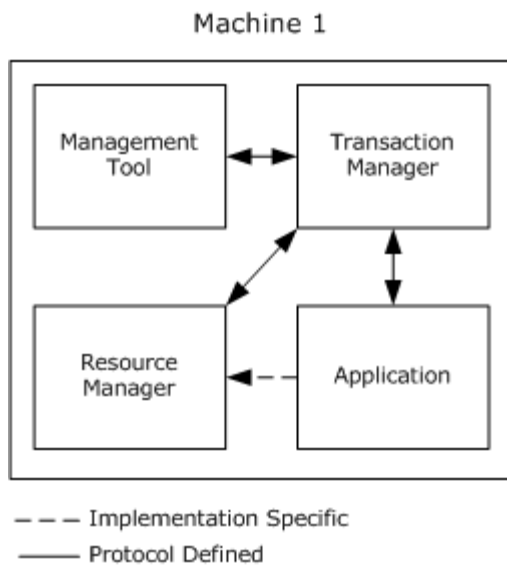 Machine 1
Management
Tool
Transaction
Manager
Resource
Manager
Application
Implementation Specific
Protocol Defined